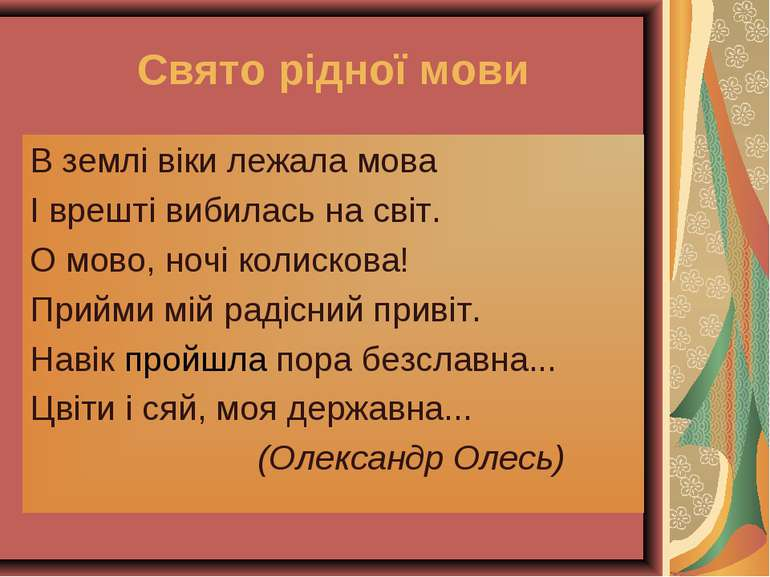 Свято рідної мови
В землі віки лежала мова
І врешті вибилась на світ.
О мово, ночі колискова!
Прийми мій радісний привіт.
Навік пройшла пора безславна...
Цвіти і сяй, моя державна...
(Олександр Олесь)